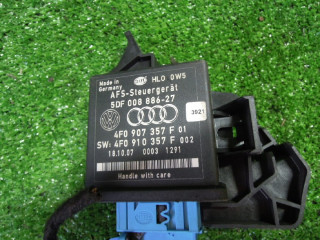 Made in
Germany
HLO 0W5
AFS-Steuergerät
5DF 008 886-27
3021
4F0 907 357 F 01
SW: 4F0 910 357 F 002
18.10.07 0003 1291
Handle with care